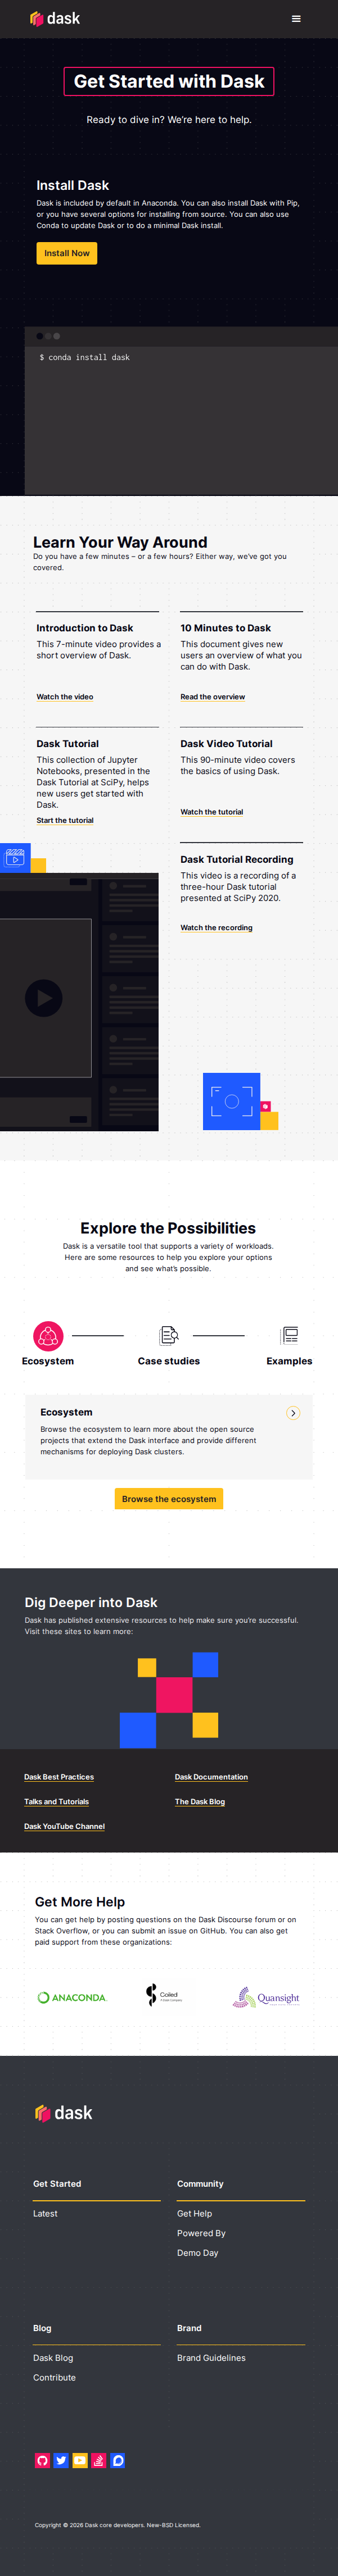 dask
Get Started with Dask
Ready to dive in? We’re here to help.
Install Dask
Dask is included by default in Anaconda. You can also install Dask with Pip,
or you have several options for installing from source. You can also use
Conda to update Dask or to do a minimal Dask install.
Install Now
$ conda install dask
Learn Your Way Around
Do you have a few minutes – or a few hours? Either way, we’ve got you
covered.
Introduction to Dask
This 7-minute video provides a
short overview of Dask.
Watch the video
10 Minutes to Dask
This document gives new
users an overview of what you
can do with Dask.
Read the overview
Dask Tutorial
This collection of Jupyter
Notebooks, presented in the
Dask Tutorial at SciPy, helps
new users get started with
Dask.
Start the tutorial
Dask Video Tutorial
This 90-minute video covers
the basics of using Dask.
Watch the tutorial
Dask Tutorial Recording
This video is a recording of a
three-hour Dask tutorial
presented at SciPy 2020.
Watch the recording
Explore the Possibilities
Dask is a versatile tool that supports a variety of workloads.
Here are some resources to help you explore your options
and see what’s possible.
Ecosystem
Case studies
Examples
Ecosystem
Browse the ecosystem to learn more about the open source
projects that extend the Dask interface and provide different
mechanisms for deploying Dask clusters.
Browse the ecosystem
Dig Deeper into Dask
Dask has published extensive resources to help make sure you’re successful.
Visit these sites to learn more:
Dask Best Practices
Dask Documentation
Talks and Tutorials
The Dask Blog
Dask YouTube Channel
Get More Help
You can get help by posting questions on the Dask Discourse forum or on
Stack Overflow, or you can submit an issue on GitHub. You can also get
paid support from these organizations:
ANACONDA.
Coiled
Quansight
dask
Get Started
Latest
Community
Get Help
Powered By
Demo Day
Blog
Dask Blog
Contribute
Brand
Brand Guidelines
Copyright © 2026 Dask core developers. New-BSD Licensed.